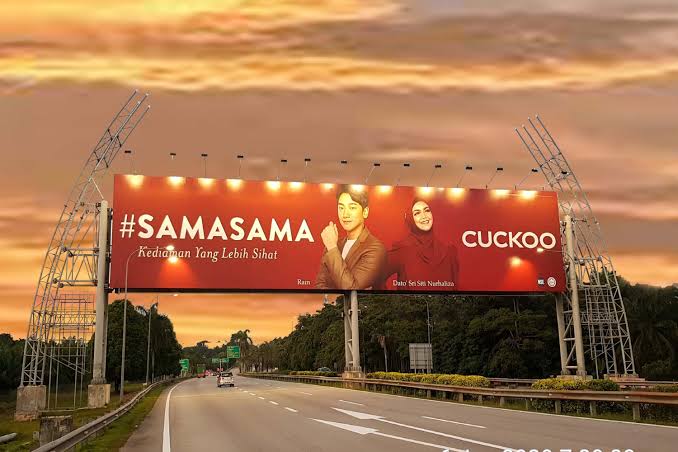 #SAMASAMA
Kediaman Yang Lebih Sihat
Rain
Dato' Sri Siti Nurhaliza
CUCKOO